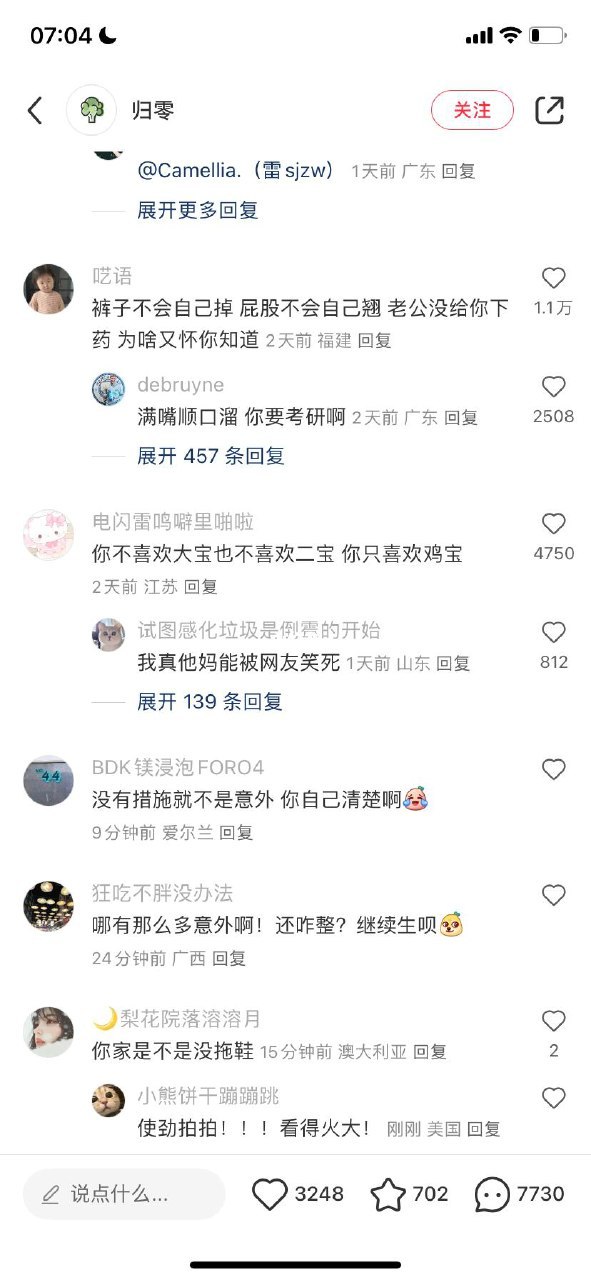 07:04
归零
关注
@Camellia.（雷sjzw） 1天前 广东 回复
展开更多回复
呓语
裤子不会自己掉 屁股不会自己翘 老公没给你下
药 为啥又怀你知道 2天前 福建 回复
1.1万
debruyne
满嘴顺口溜 你要考研啊 2天前 广东 回复
2508
展开 457 条回复
电闪雷鸣噼里啪啦
你不喜欢大宝也不喜欢二宝 你只喜欢鸡宝
4750
2天前 江苏 回复
试图感化垃圾是倒霉的开始
我真他妈能被网友笑死 1天前 山东 回复
812
展开 139 条回复
BDK镁浸泡FORO4
没有措施就不是意外 你自己清楚啊
9分钟前 爱尔兰 回复
狂吃不胖没办法
哪有那么多意外啊！还咋整？继续生呗
24分钟前 广西 回复
🌙梨花院落溶溶月
你家是不是没拖鞋 15分钟前 澳大利亚 回复
2
小熊饼干蹦蹦跳
使劲拍拍！！！看得火大！ 刚刚 美国 回复
说点什么... 3248 702 7730